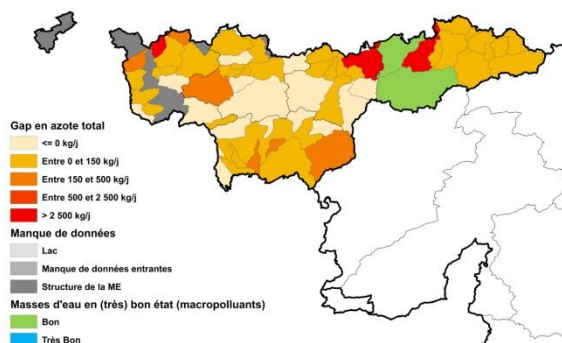 Gap en azote total
<= 0 kg/j
Entre 0 et 150 kg/j
Entre 150 et 500 kg/j
Entre 500 et 2 500 kg/j
> 2 500 kg/j
Manque de données
Lac
Manque de données entrantes
Structure de la ME
Masses d'eau en (très) bon état (macropolluants)
Bon
Très Bon